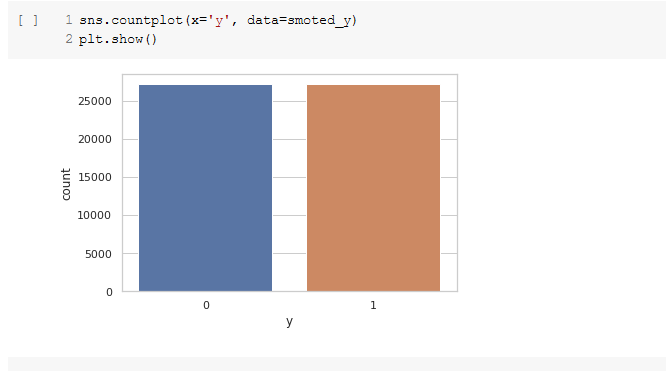 [ ] 1 sns.countplot(x='y', data=smoted_y)
2 plt.show()
25000
20000
15000
10000
5000
0
count
0 1
y